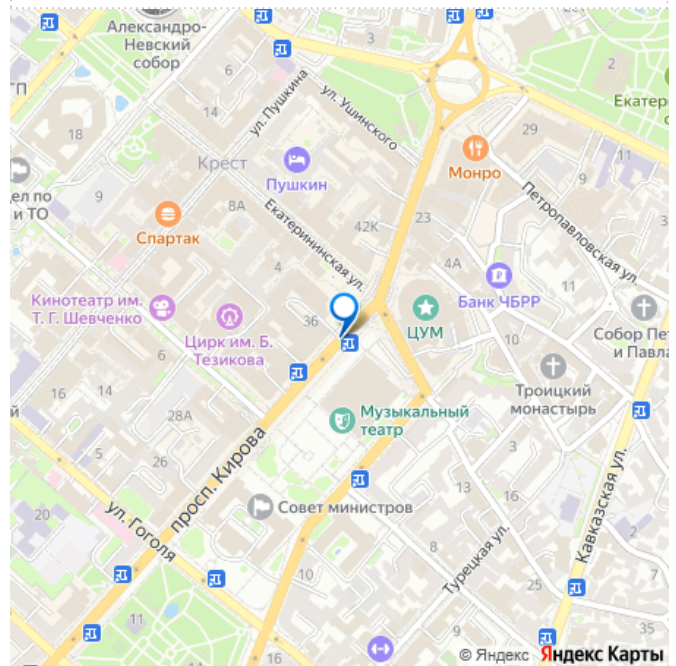 Александро-
Невский
собор
3
6
2
ул. Пушкина
ул. Ушинского
Екатер
ГП
14
18
29
Монро
11
9
Крест
Пушкин
9
ел по
и ТО
8А
Спартак
42К
23
Петропавловская ул.
Екатерининская ул.
4
4А
Банк ЧБРР
11
Кинотеатр им.
Т. Г. Шевченко
Цирк им. Б.
Тезикова
36
ЦУМ
Собор Пе
и Павла
Троицкий
монастырь
16
14
й
28А
Музыкальный
театр
5
26
просп. Кирова
3
Совет министров
13
16
20
ул. Гоголя
Кавказская ул.
8
Турецкая ул.
10
25
35
7
11
© Яндекс Яндекс Карты